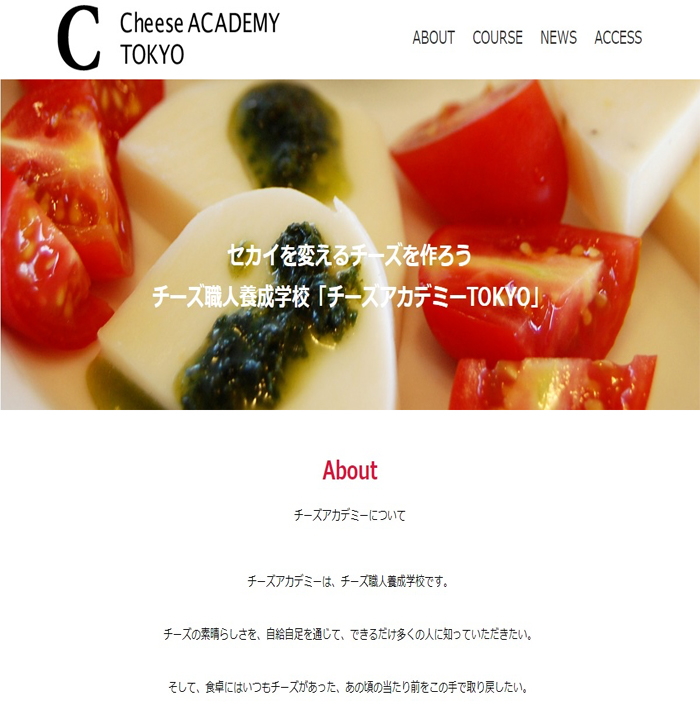 C
Cheese ACADEMY
TOKYO
ABOUT COURSE NEWS ACCESS
セカイを変えるチーズを作ろう
チーズ職人養成学校「チーズアカデミーTOKYO」
About
チーズアカデミーについて
チーズアカデミーは、チーズ職人養成学校です。
チーズの素晴らしさを、自給自足を通じて、できるだけ多くの人に知っていただきたい。
そして、食卓にはいつもチーズがあった、あの頃の当たり前をこの手で取り戻したい。